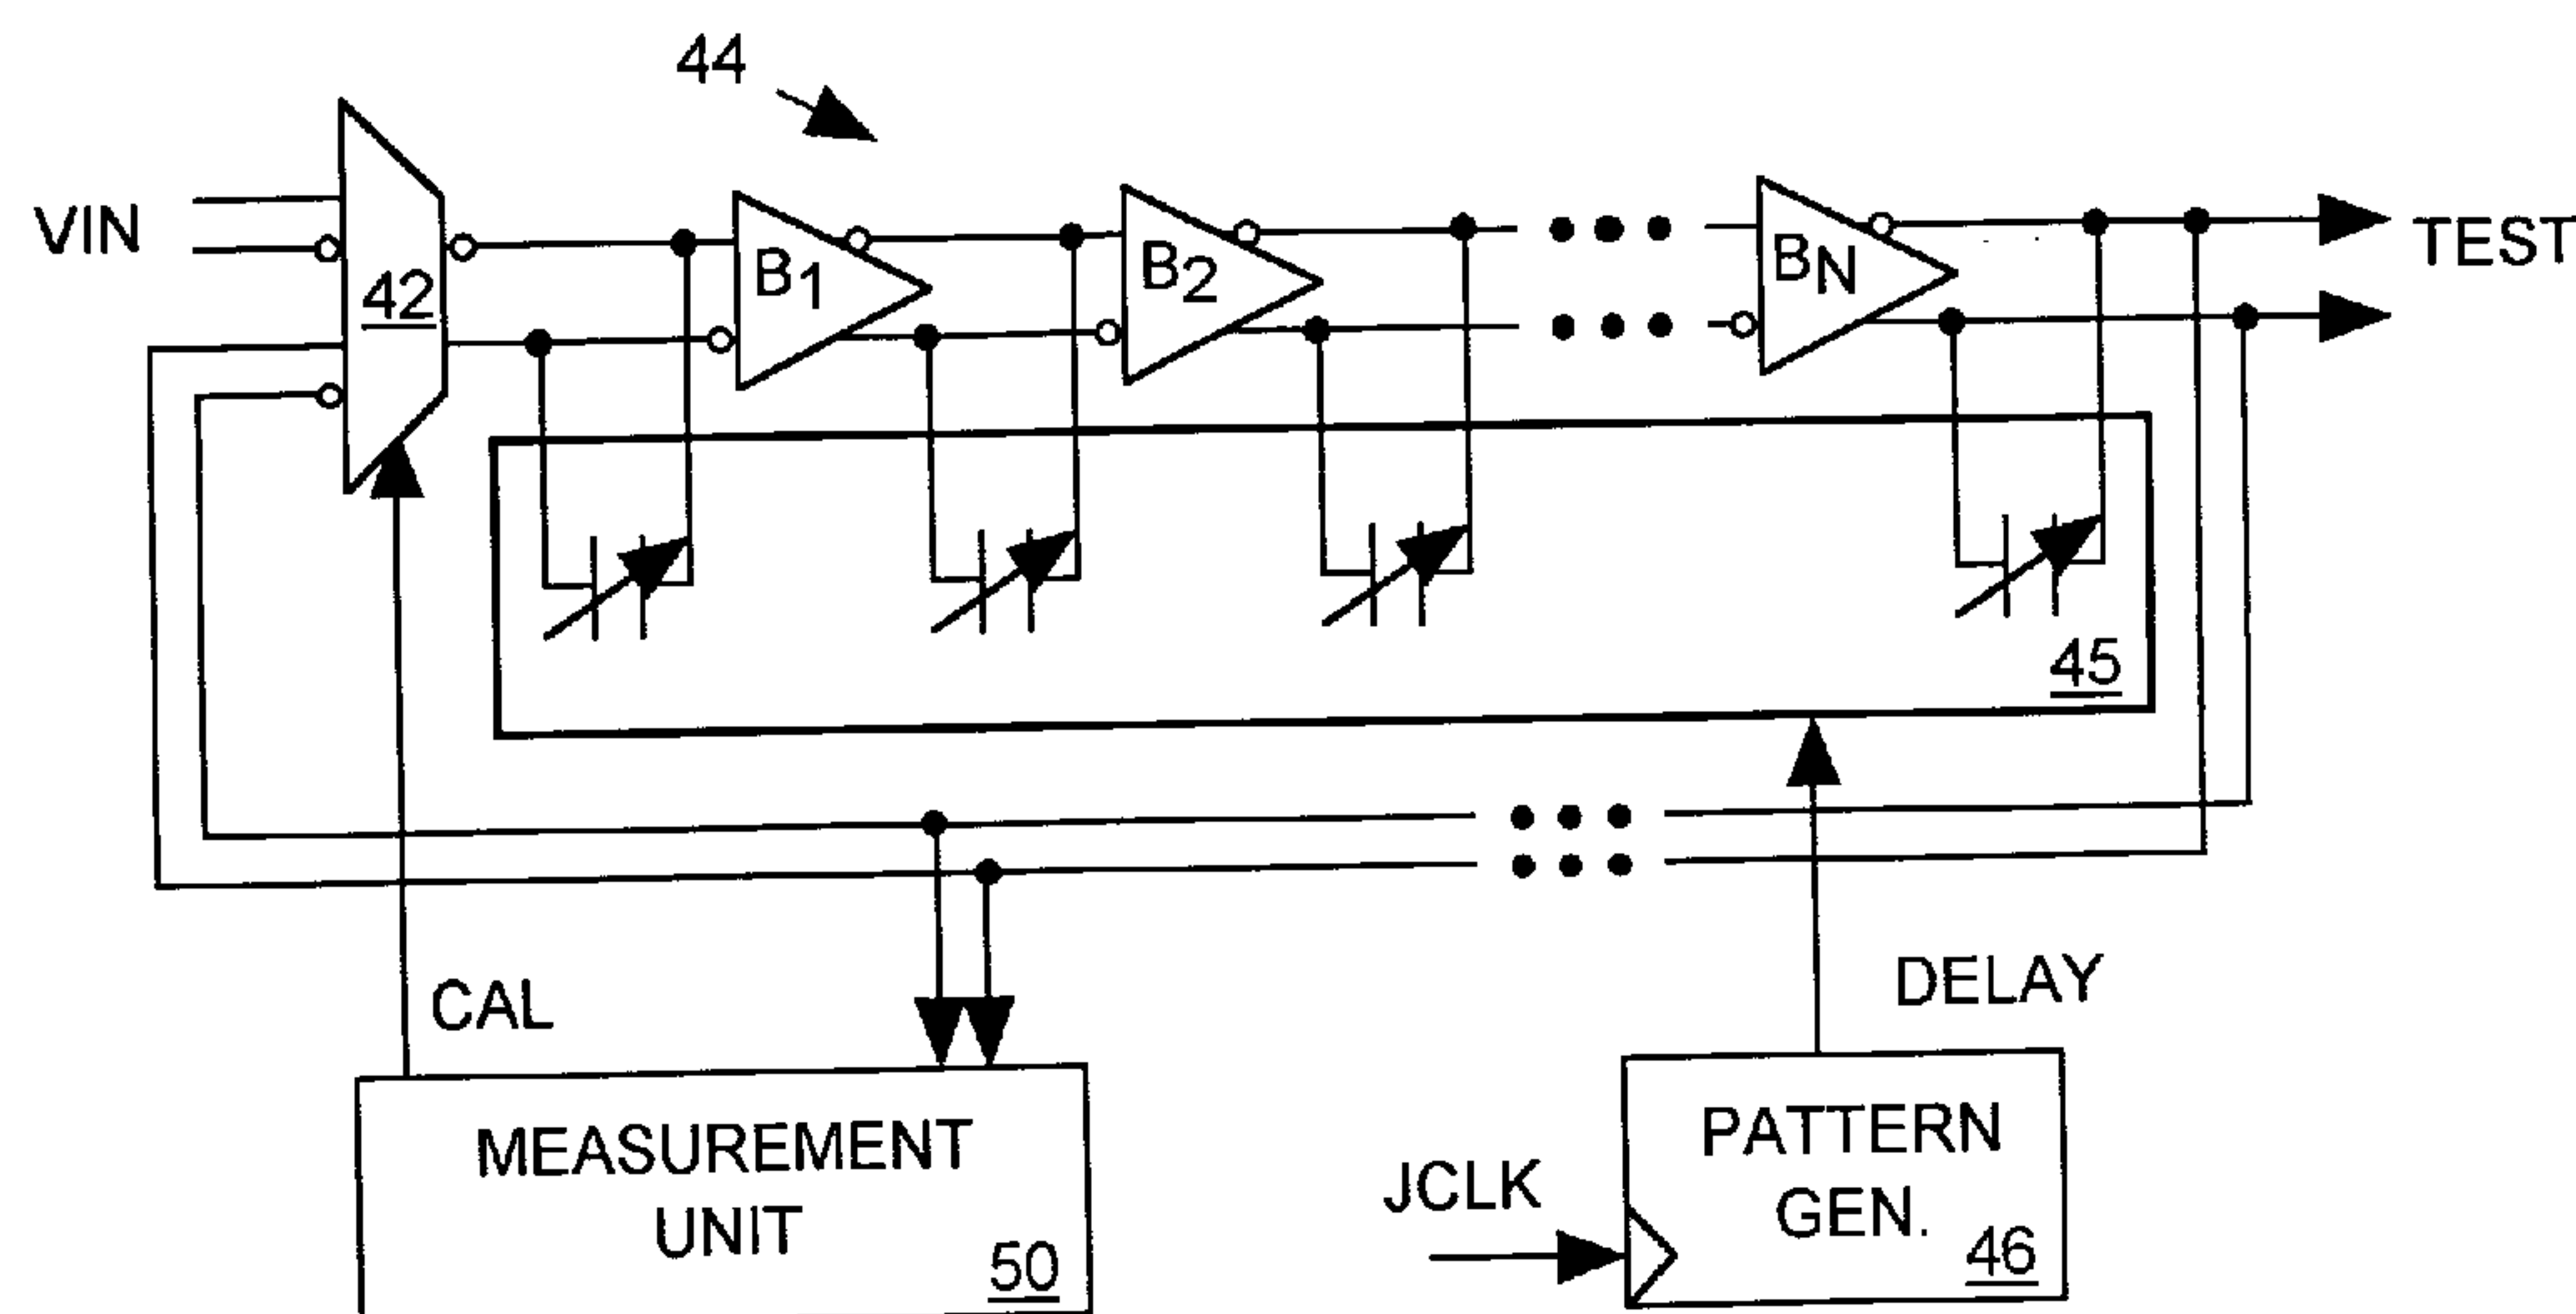 44
VIN
42
B1
B2
BN
TEST
45
CAL
DELAY
MEASUREMENT
UNIT
50
JCLK
PATTERN
GEN.
46